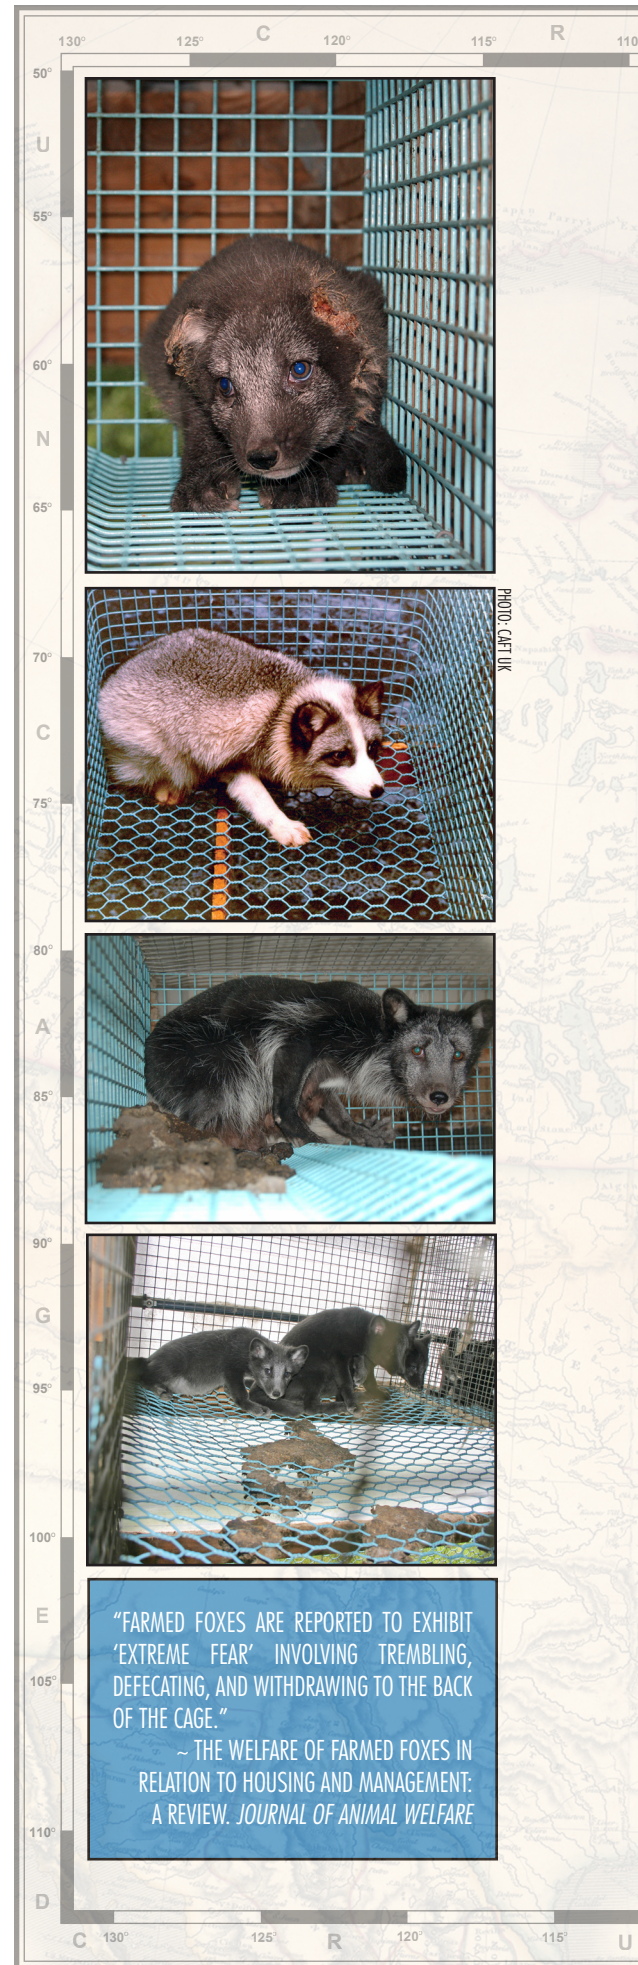 130° 125° C 120° 115° R 110
50°
U
55°
60°
N
65°
PHOTO: CAFT UK
70°
C
75°
80°
A
85°
90°
G
95°
100°
E
105°
110°
D
“FARMED FOXES ARE REPORTED TO EXHIBIT
‘EXTREME FEAR’ INVOLVING TREMBLING,
DEFECATING, AND WITHDRAWING TO THE BACK
OF THE CAGE.”
~ THE WELFARE OF FARMED FOXES IN
RELATION TO HOUSING AND MANAGEMENT:
A REVIEW. JOURNAL OF ANIMAL WELFARE
C 130° 125° R 120° 115° U